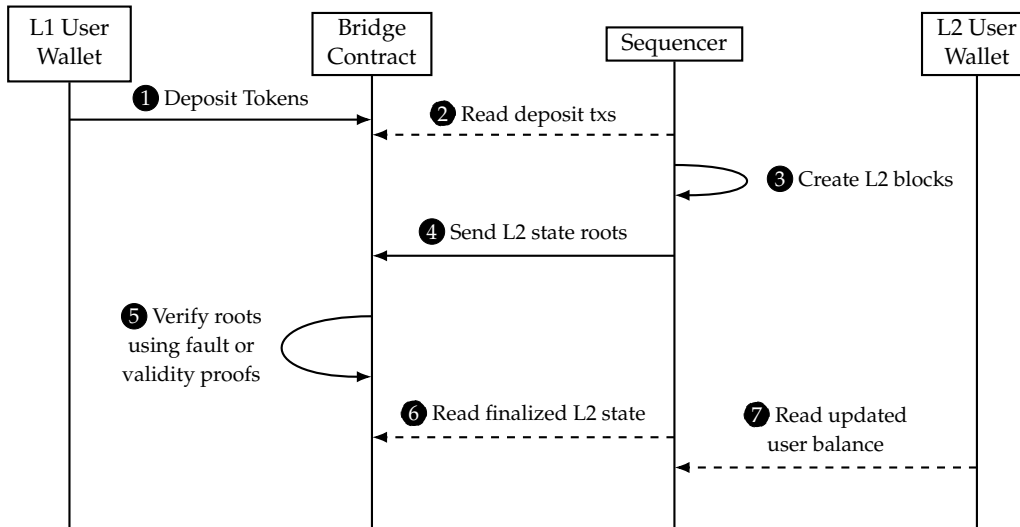 L1 User
Wallet
Bridge
Contract
Sequencer
L2 User
Wallet
1 Deposit Tokens
2 Read deposit txs
3 Create L2 blocks
4 Send L2 state roots
5 Verify roots
using fault or
validity proofs
6 Read finalized L2 state
7 Read updated
user balance